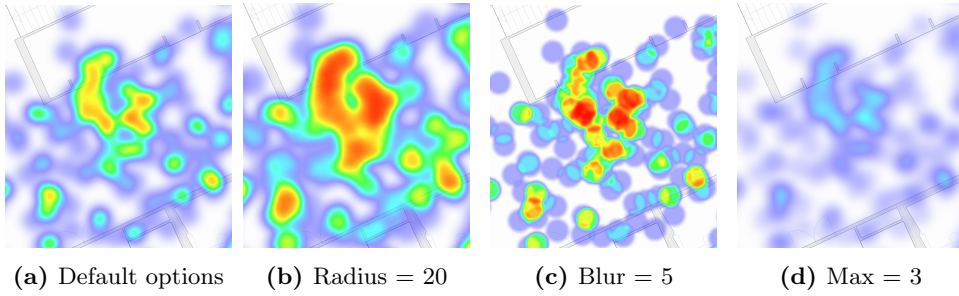 (a) Default options
(b) Radius = 20
(c) Blur = 5
(d) Max = 3